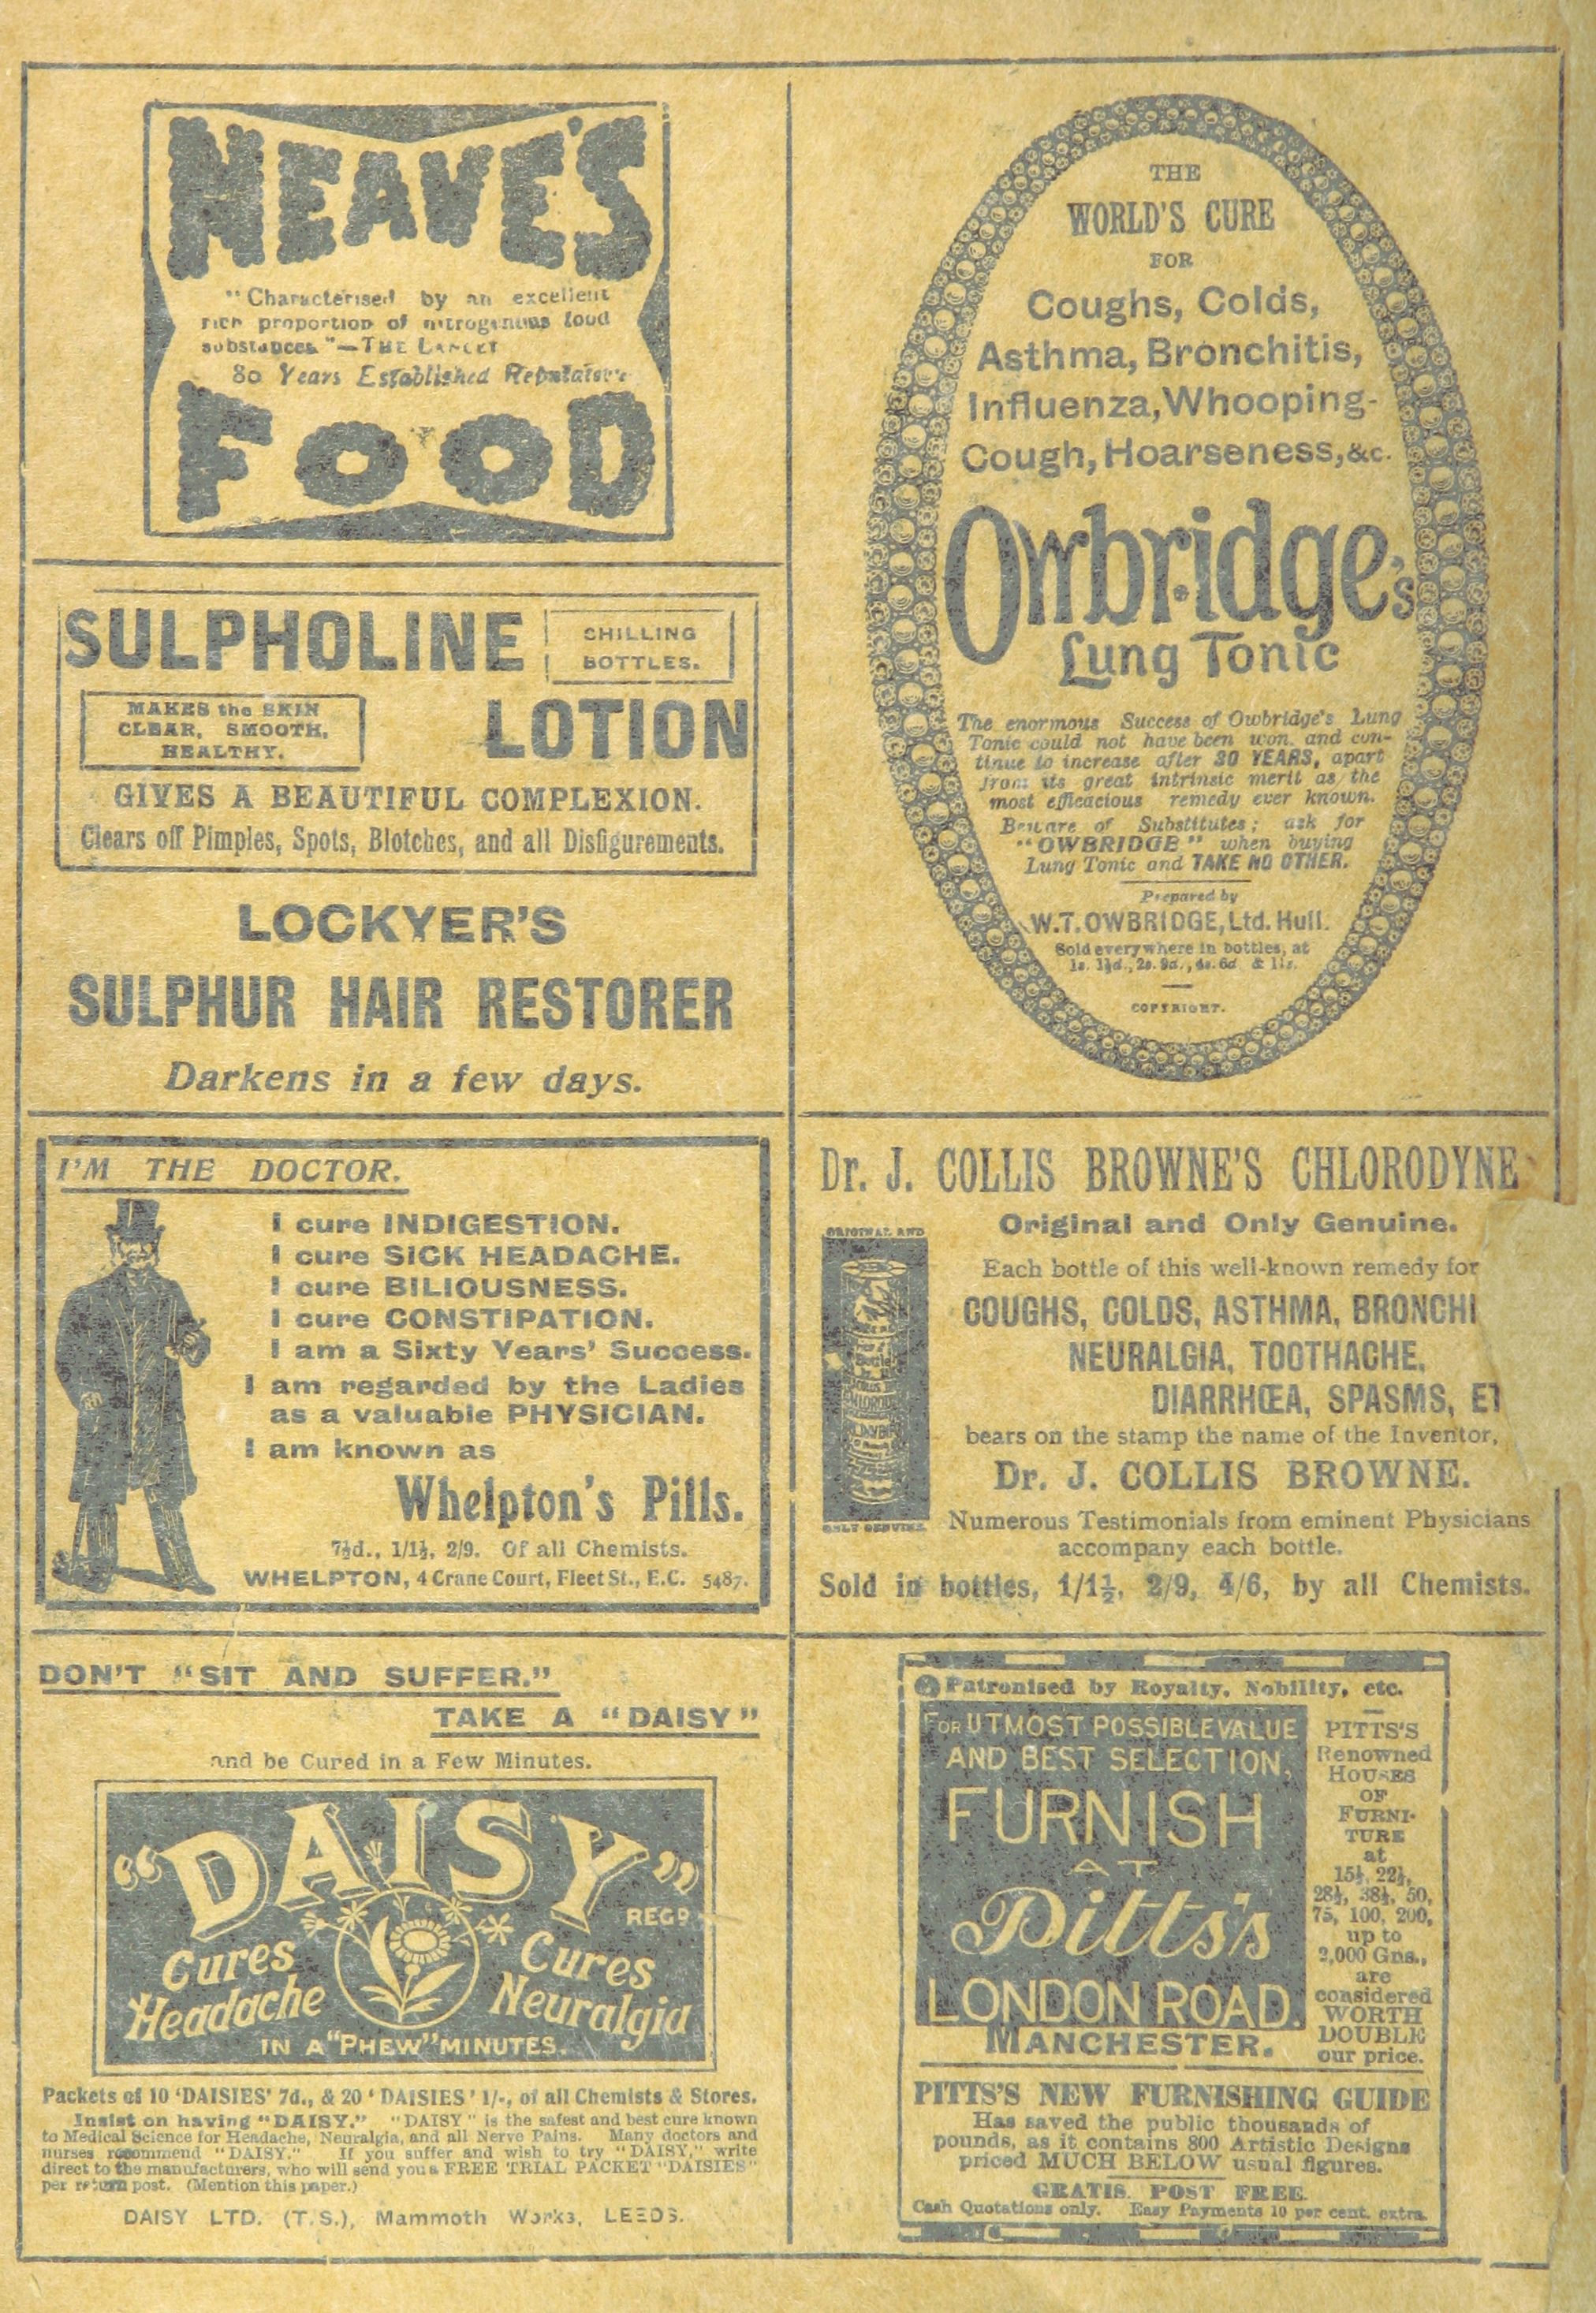 NEAVE'S
"Characterised by an excellent
rich proportion of nitrogenous food
substances."—THE LANCET
80 Years Established Reputation
FOOD
SULPHOLINE
SHILLING
BOTTLES.
MAKES the SKIN
CLEAR, SMOOTH,
HEALTHY.
LOTION
GIVES A BEAUTIFUL COMPLEXION.
Clears off Pimples, Spots, Blotches, and all Disfigurements.
LOCKYER'S
SULPHUR HAIR RESTORER
Darkens in a few days.
I'M THE DOCTOR.
I cure INDIGESTION.
I cure SICK HEADACHE.
I cure BILIOUSNESS.
I cure CONSTIPATION.
I am a Sixty Years' Success.
I am regarded by the Ladies
as a valuable PHYSICIAN.
I am known as
Whelpton's Pills.
7½d., 1/1½, 2/9. Of all Chemists.
WHELPTON, 4 Crane Court, Fleet St., E.C. 5487.
DON'T "SIT AND SUFFER."
TAKE A "DAISY"
and be Cured in a Few Minutes.
"DAISY"
REGD
Cures Headache
Cures Neuralgia
IN A "PHEW" MINUTES.
Packets of 10 'DAISIES' 7d., & 20 'DAISIES' 1/-, of all Chemists & Stores.
Insist on having "DAISY." "DAISY" is the safest and best cure known
to Medical Science for Headache, Neuralgia, and all Nerve Pains. Many doctors and
nurses recommend "DAISY." If you suffer and wish to try "DAISY," write
direct to the manufacturers, who will send you a FREE TRIAL PACKET "DAISIES"
per return post. (Mention this paper.)
DAISY LTD. (T.S.), Mammoth Works, LEEDS.
THE
WORLD'S CURE
FOR
Coughs, Colds,
Asthma, Bronchitis,
Influenza, Whooping-
Cough, Hoarseness, &c.
Owbridge's
Lung Tonic
The enormous Success of Owbridge's Lung
Tonic could not have been won, and con-
tinue to increase after 30 YEARS, apart
from its great intrinsic merit as the
most efficacious remedy ever known.
Beware of Substitutes; ask for
"OWBRIDGE" when buying
Lung Tonic and TAKE NO OTHER.
Prepared by
W.T. OWBRIDGE, Ltd. Hull.
Sold everywhere in bottles, at
1s. 1½d., 2s. 9d., 4s. 6d & 11s.
COPYRIGHT.
Dr. J. COLLIS BROWNE'S CHLORODYNE
Original and Only Genuine.
ORIGINAL AND
ONLY GENUINE.
Each bottle of this well-known remedy for
COUGHS, COLDS, ASTHMA, BRONCHI
NEURALGIA, TOOTHACHE,
DIARRHŒA, SPASMS, ET
bears on the stamp the name of the Inventor,
Dr. J. COLLIS BROWNE.
Numerous Testimonials from eminent Physicians
accompany each bottle.
Sold in bottles, 1/1½, 2/9, 4/6, by all Chemists.
Patronised by Royalty, Nobility, etc.
FOR UTMOST POSSIBLE VALUE
AND BEST SELECTION,
FURNISH
AT
Pitts's
LONDON ROAD.
MANCHESTER.
PITTS'S
Renowned
HOUSES
OF
FURNI-
TURE
at
15½, 22½,
28½, 38½, 50,
75, 100, 200,
up to
2,000 Gns.,
are
considered
WORTH
DOUBLE
our price.
PITTS'S NEW FURNISHING GUIDE
Has saved the public thousands of
pounds, as it contains 800 Artistic Designs
priced MUCH BELOW usual figures.
GRATIS. POST FREE.
Cash Quotations only. Easy Payments 10 per cent. extra.